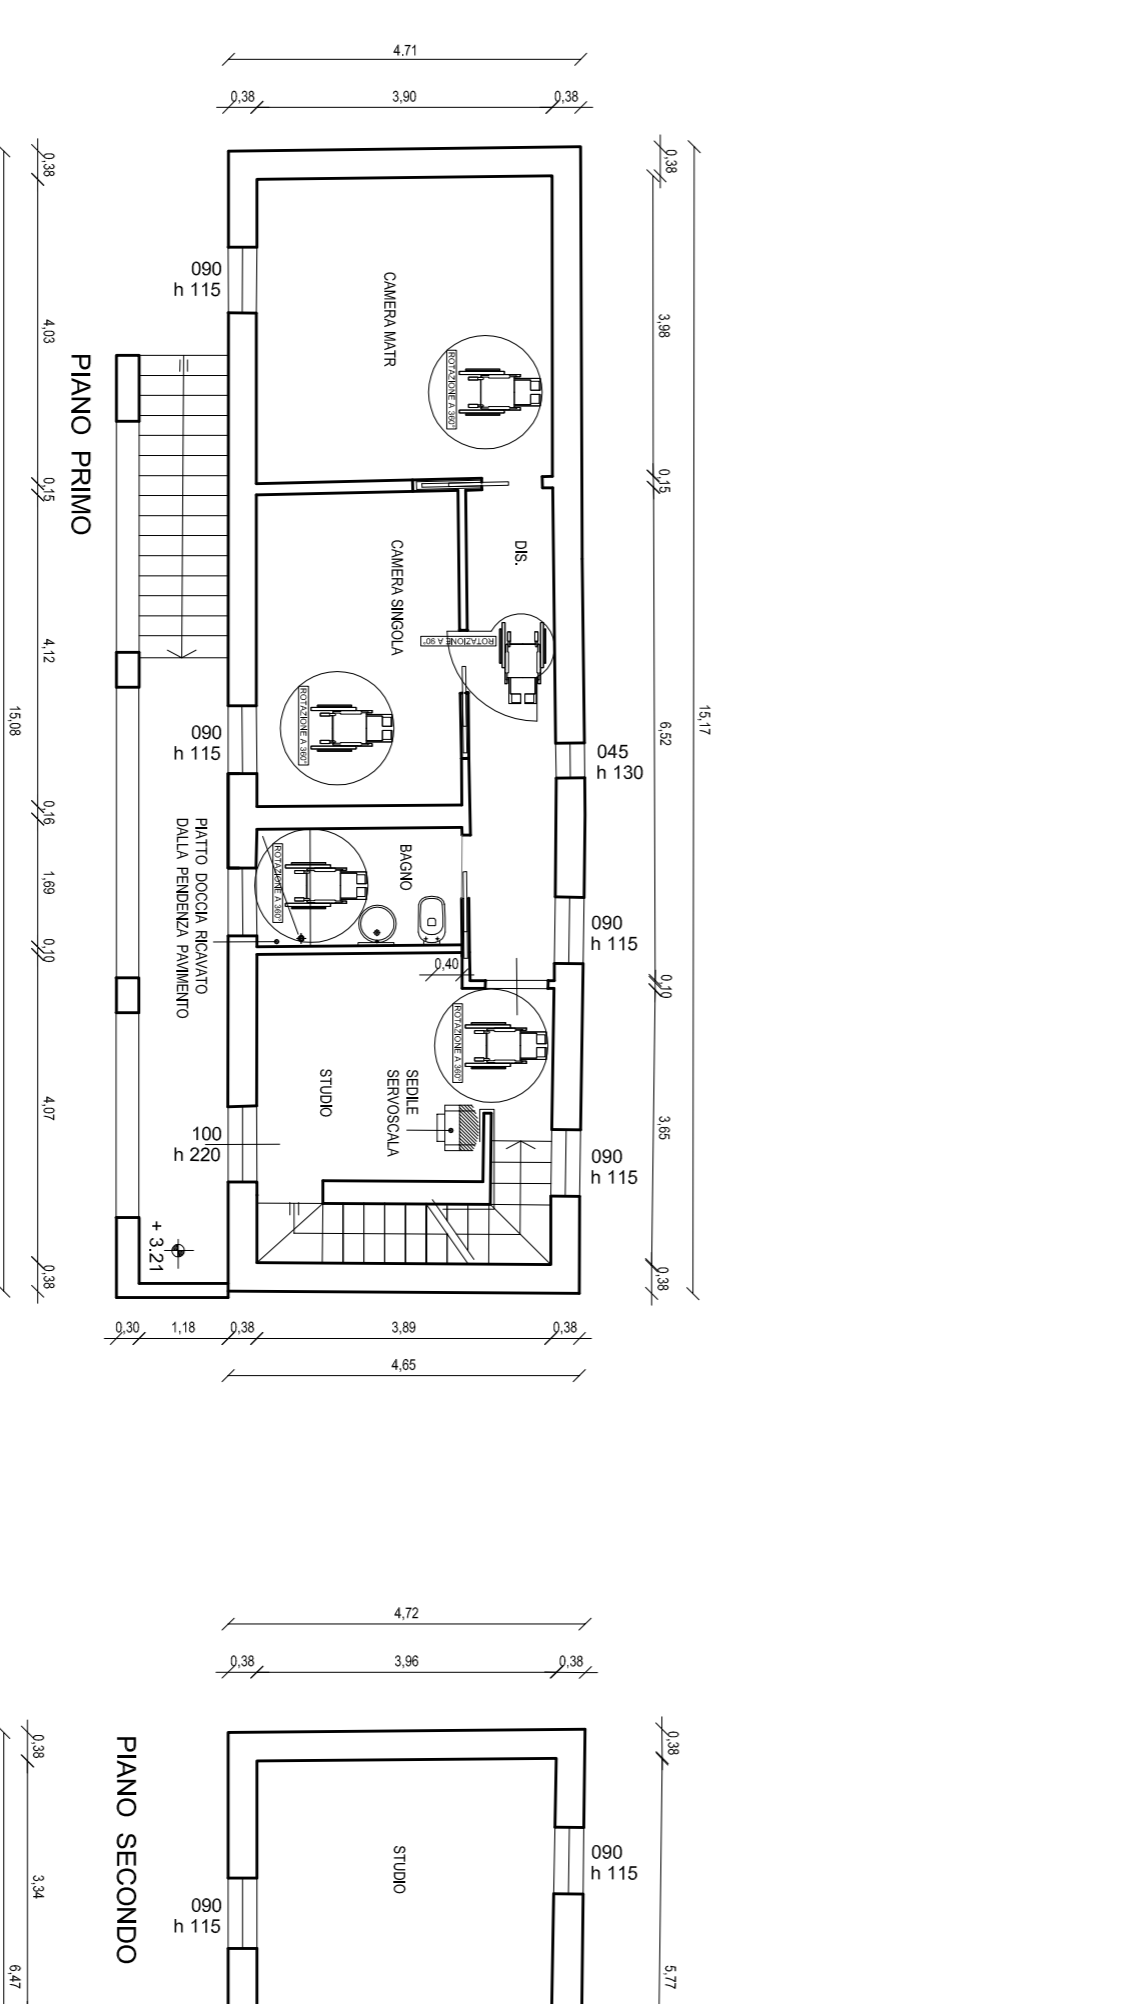 4.71
0,38
3,90
0,38
0,38
0,38
090
h 115
CAMERA MATR
ROTAZIONE A 360°
4,03
3,98
PIANO PRIMO
0,15
0,15
DIS.
CAMERA SINGOLA
ROTAZIONE A 90°
4,12
ROTAZIONE A 360°
15,08
15,17
6,52
090
h 115
045
h 130
0,16
PIATTO DOCCIA RICAVATO
DALLA PENDENZA PAVIMENTO
BAGNO
ROTAZIONE A 360°
1,69
090
h 115
0,10
0,40
0,10
ROTAZIONE A 360°
STUDIO
SEDILE
SERVOSCALA
4,07
3,65
100
h 220
090
h 115
+ 3.21
0,38
0,38
0,30
1,18
0,38
3,89
0,38
4,65
4,72
0,38
3,96
0,38
0,38
0,38
PIANO SECONDO
STUDIO
090
h 115
3,34
090
h 115
6,47
5,77